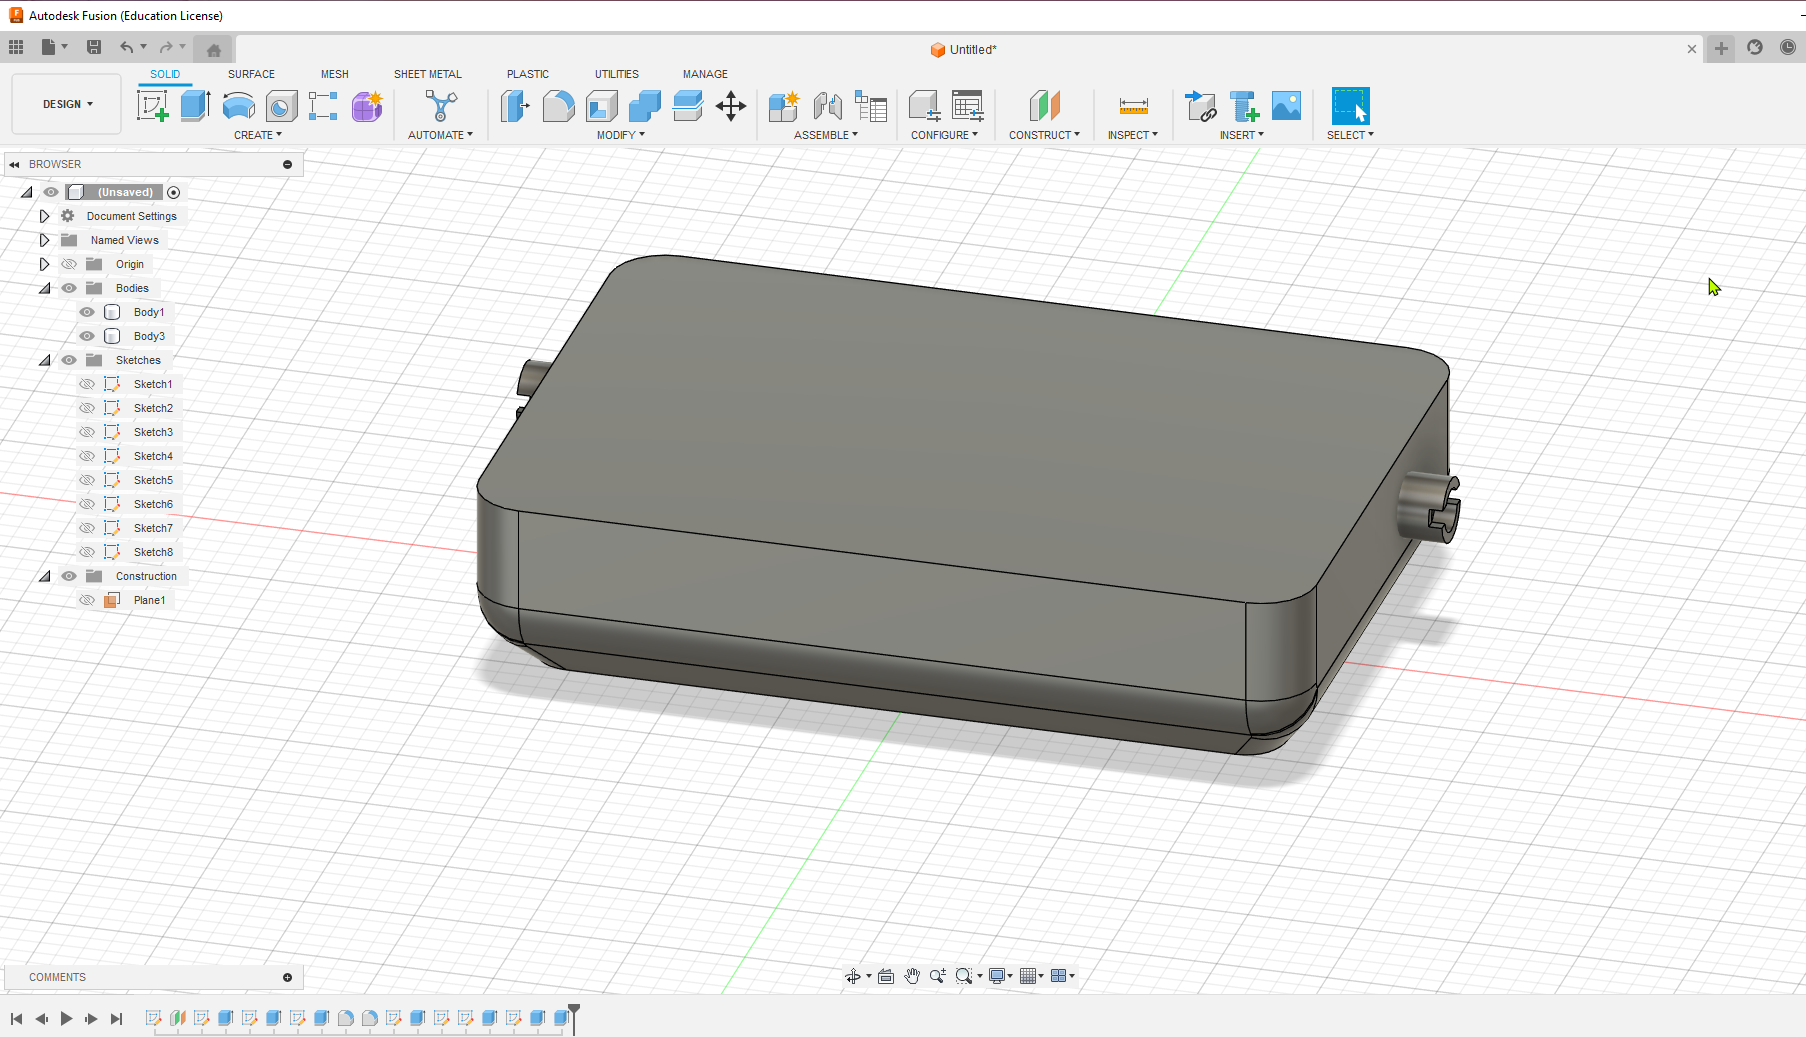 Autodesk Fusion (Education License)
Untitled*
SOLID SURFACE MESH SHEET METAL PLASTIC UTILITIES MANAGE
DESIGN
CREATE AUTOMATE MODIFY ASSEMBLE CONFIGURE CONSTRUCT INSPECT INSERT SELECT
BROWSER
(Unsaved)
Document Settings
Named Views
Origin
Bodies
Body1
Body3
Sketches
Sketch1
Sketch2
Sketch3
Sketch4
Sketch5
Sketch6
Sketch7
Sketch8
Construction
Plane1
COMMENTS